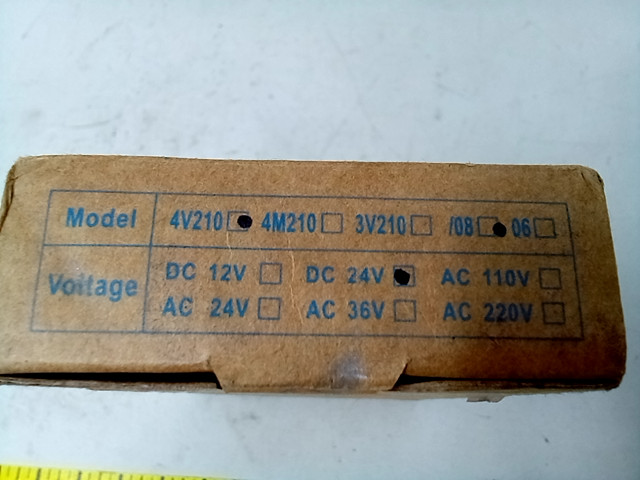 Model 4V210 4M210 3V210 /08 06
Voltage DC 12V DC 24V AC 110V
AC 24V AC 36V AC 220V